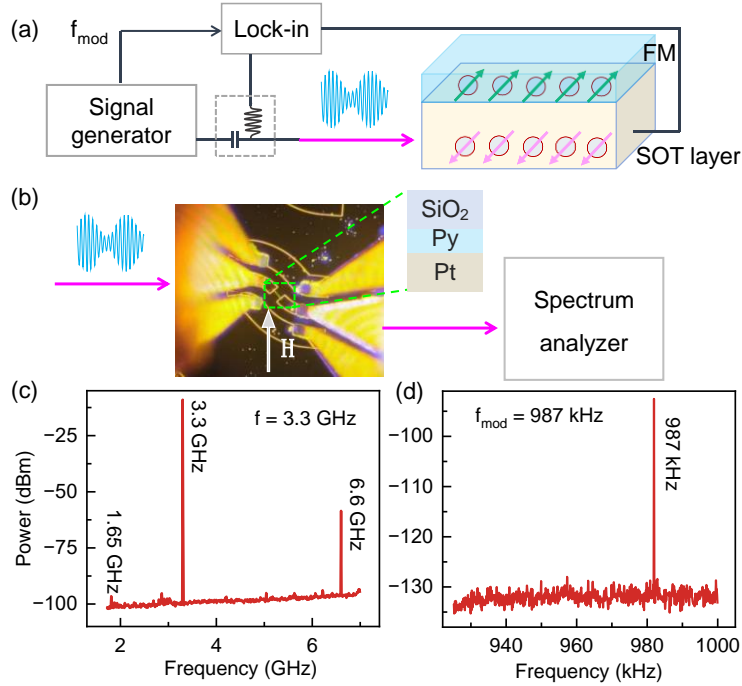 (a)
f_mod
Lock-in
Signal
generator
FM
SOT layer
(b)
SiO₂
Py
Pt
H
Spectrum
analyzer
(c)
Power (dBm)
−25
−50
−75
−100
1.65 GHz
3.3 GHz
f = 3.3 GHz
6.6 GHz
2
4
6
Frequency (GHz)
(d)
−100
−110
−120
−130
f_mod = 987 kHz
987 kHz
940
960
980
1000
Frequency (kHz)